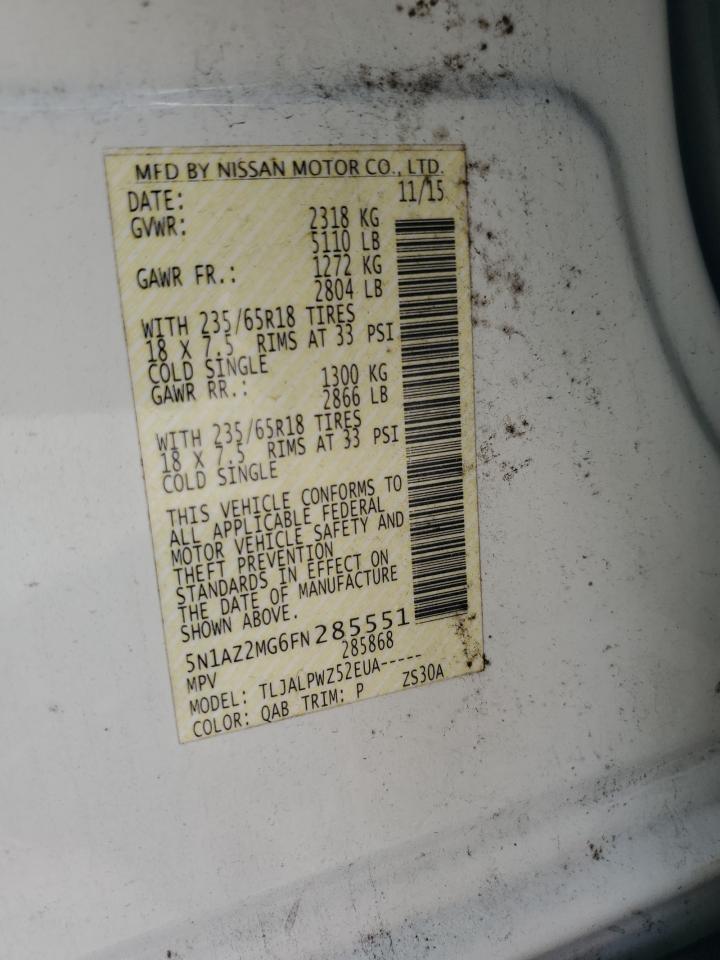 MFD BY NISSAN MOTOR CO., LTD.
DATE: 11/15
GVWR: 2318 KG
5110 LB
GAWR FR.: 1272 KG
2804 LB
WITH 235/65R18 TIRES
18 X 7.5 RIMS AT 33 PSI
COLD SINGLE
GAWR RR.: 1300 KG
2866 LB
WITH 235/65R18 TIRES
18 X 7.5 RIMS AT 33 PSI
COLD SINGLE
THIS VEHICLE CONFORMS TO
ALL APPLICABLE FEDERAL
MOTOR VEHICLE SAFETY AND
THEFT PREVENTION
STANDARDS IN EFFECT ON
THE DATE OF MANUFACTURE
SHOWN ABOVE.
5N1AZ2MG6FN285551
MPV 285868
MODEL: TLJALPWZ52EUA-----
COLOR: QAB TRIM: P ZS30A